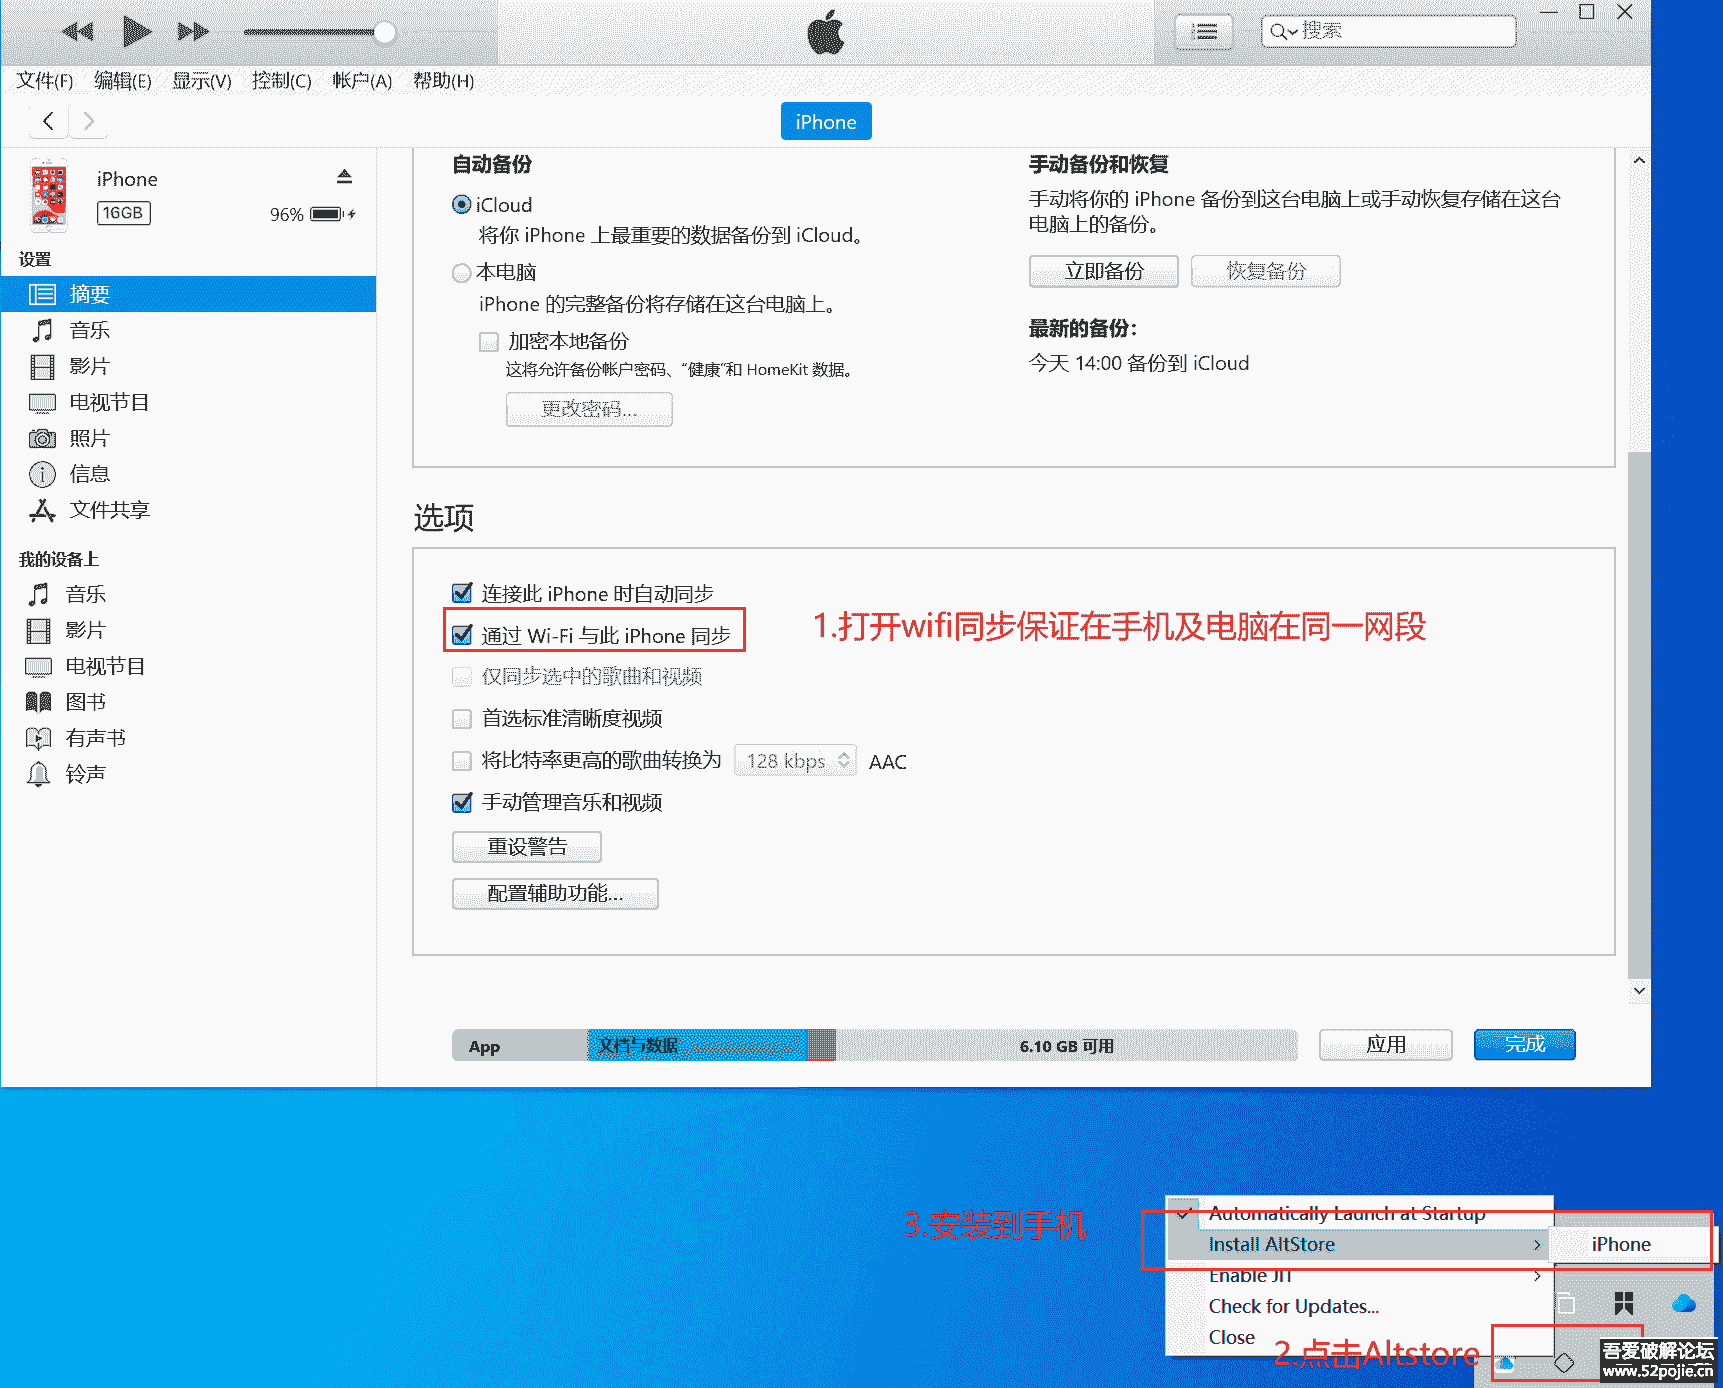 搜索
文件(F) 编辑(E) 显示(V) 控制(C) 帐户(A) 帮助(H)
iPhone
iPhone
16GB
96%
设置
摘要
音乐
影片
电视节目
照片
信息
文件共享
我的设备上
音乐
影片
电视节目
图书
有声书
铃声
自动备份
iCloud
将你 iPhone 上最重要的数据备份到 iCloud。
本电脑
iPhone 的完整备份将存储在这台电脑上。
加密本地备份
这将允许备份帐户密码、“健康”和 HomeKit 数据。
更改密码...
手动备份和恢复
手动将你的 iPhone 备份到这台电脑上或手动恢复存储在这台
电脑上的备份。
立即备份 恢复备份
最新的备份：
今天 14:00 备份到 iCloud
选项
连接此 iPhone 时自动同步
通过 Wi-Fi 与此 iPhone 同步
1.打开wifi同步保证在手机及电脑在同一网段
仅同步选中的歌曲和视频
首选标准清晰度视频
将比特率更高的歌曲转换为 128 kbps AAC
手动管理音乐和视频
重设警告
配置辅助功能...
App 文档与数据 6.10 GB 可用 应用 完成
3.安装到手机
Automatically Launch at Startup
Install AltStore
iPhone
Enable JIT
Check for Updates...
Close
2.点击Altstore
吾爱破解论坛
www.52pojie.cn